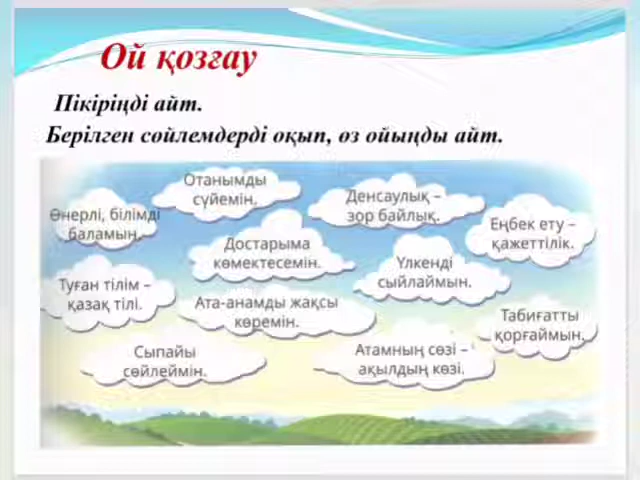 Ой қозғау
Пікіріңді айт.
Берілген сөйлемдерді оқып, өз ойыңды айт.
Отанымды
сүйемін.
Денсаулық –
зор байлық.
Өнерлі, білімді
баламын.
Еңбек ету –
қажеттілік.
Достарыма
көмектесемін.
Үлкенді
сыйлаймын.
Туған тілім –
қазақ тілі.
Ата-анамды жақсы
көремін.
Табиғатты
қорғаймын.
Сыпайы
сөйлеймін.
Атамның сөзі –
ақылдың көзі.